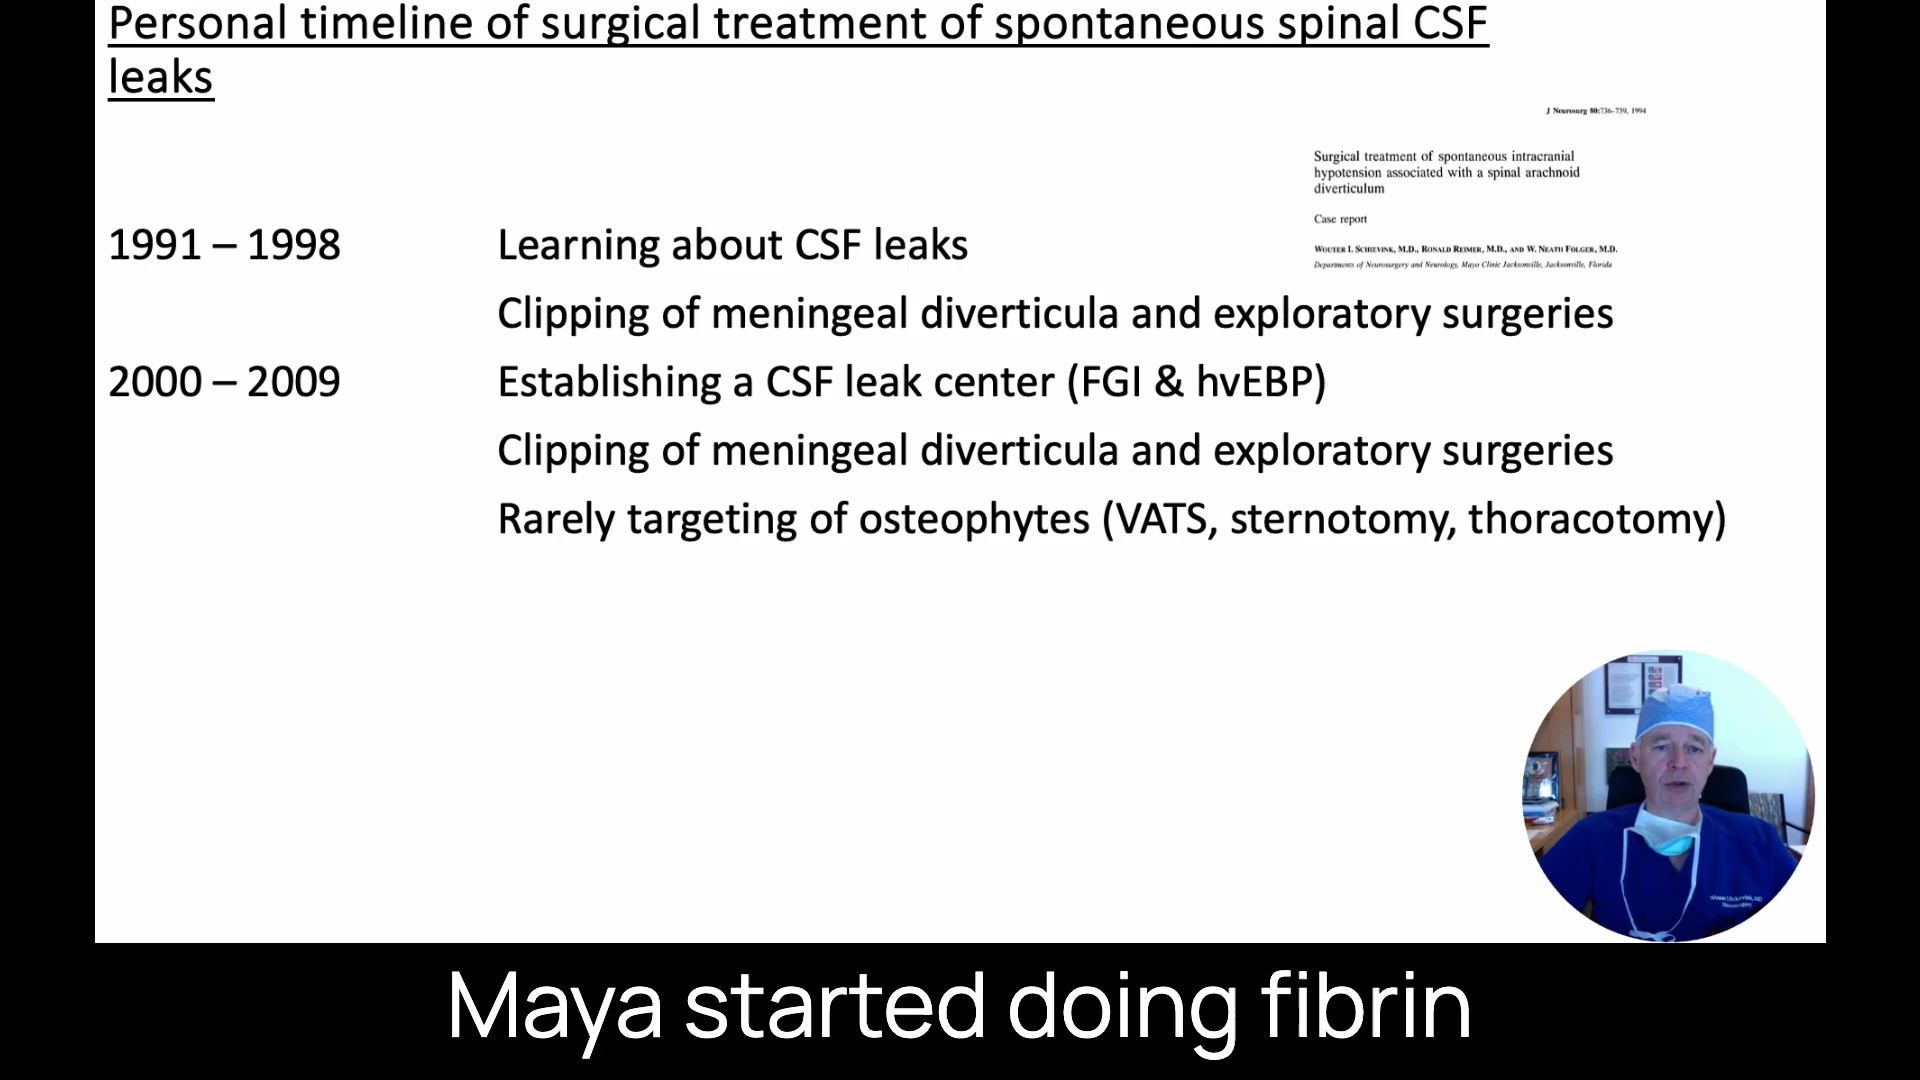 Personal timeline of surgical treatment of spontaneous spinal CSF
leaks
J Neurosurg 80:736–739, 1994
Surgical treatment of spontaneous intracranial
hypotension associated with a spinal arachnoid
diverticulum
Case report
WOUTER I. SCHIEVINK, M.D., RONALD REIMER, M.D., AND W. NEATH FOLGER, M.D.
Departments of Neurosurgery and Neurology, Mayo Clinic Jacksonville, Jacksonville, Florida
1991 – 1998 Learning about CSF leaks
Clipping of meningeal diverticula and exploratory surgeries
2000 – 2009 Establishing a CSF leak center (FGI & hvEBP)
Clipping of meningeal diverticula and exploratory surgeries
Rarely targeting of osteophytes (VATS, sternotomy, thoracotomy)
Maya started doing fibrin